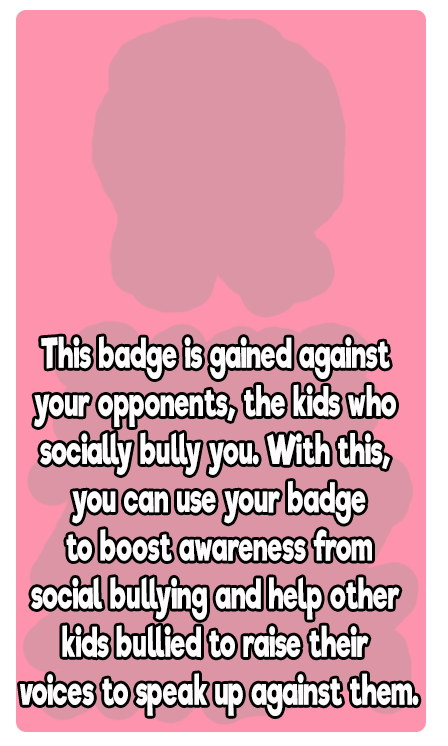 This badge is gained against
your opponents, the kids who
socially bully you. With this,
you can use your badge
to boost awareness from
social bullying and help other
kids bullied to raise their
voices to speak up against them.